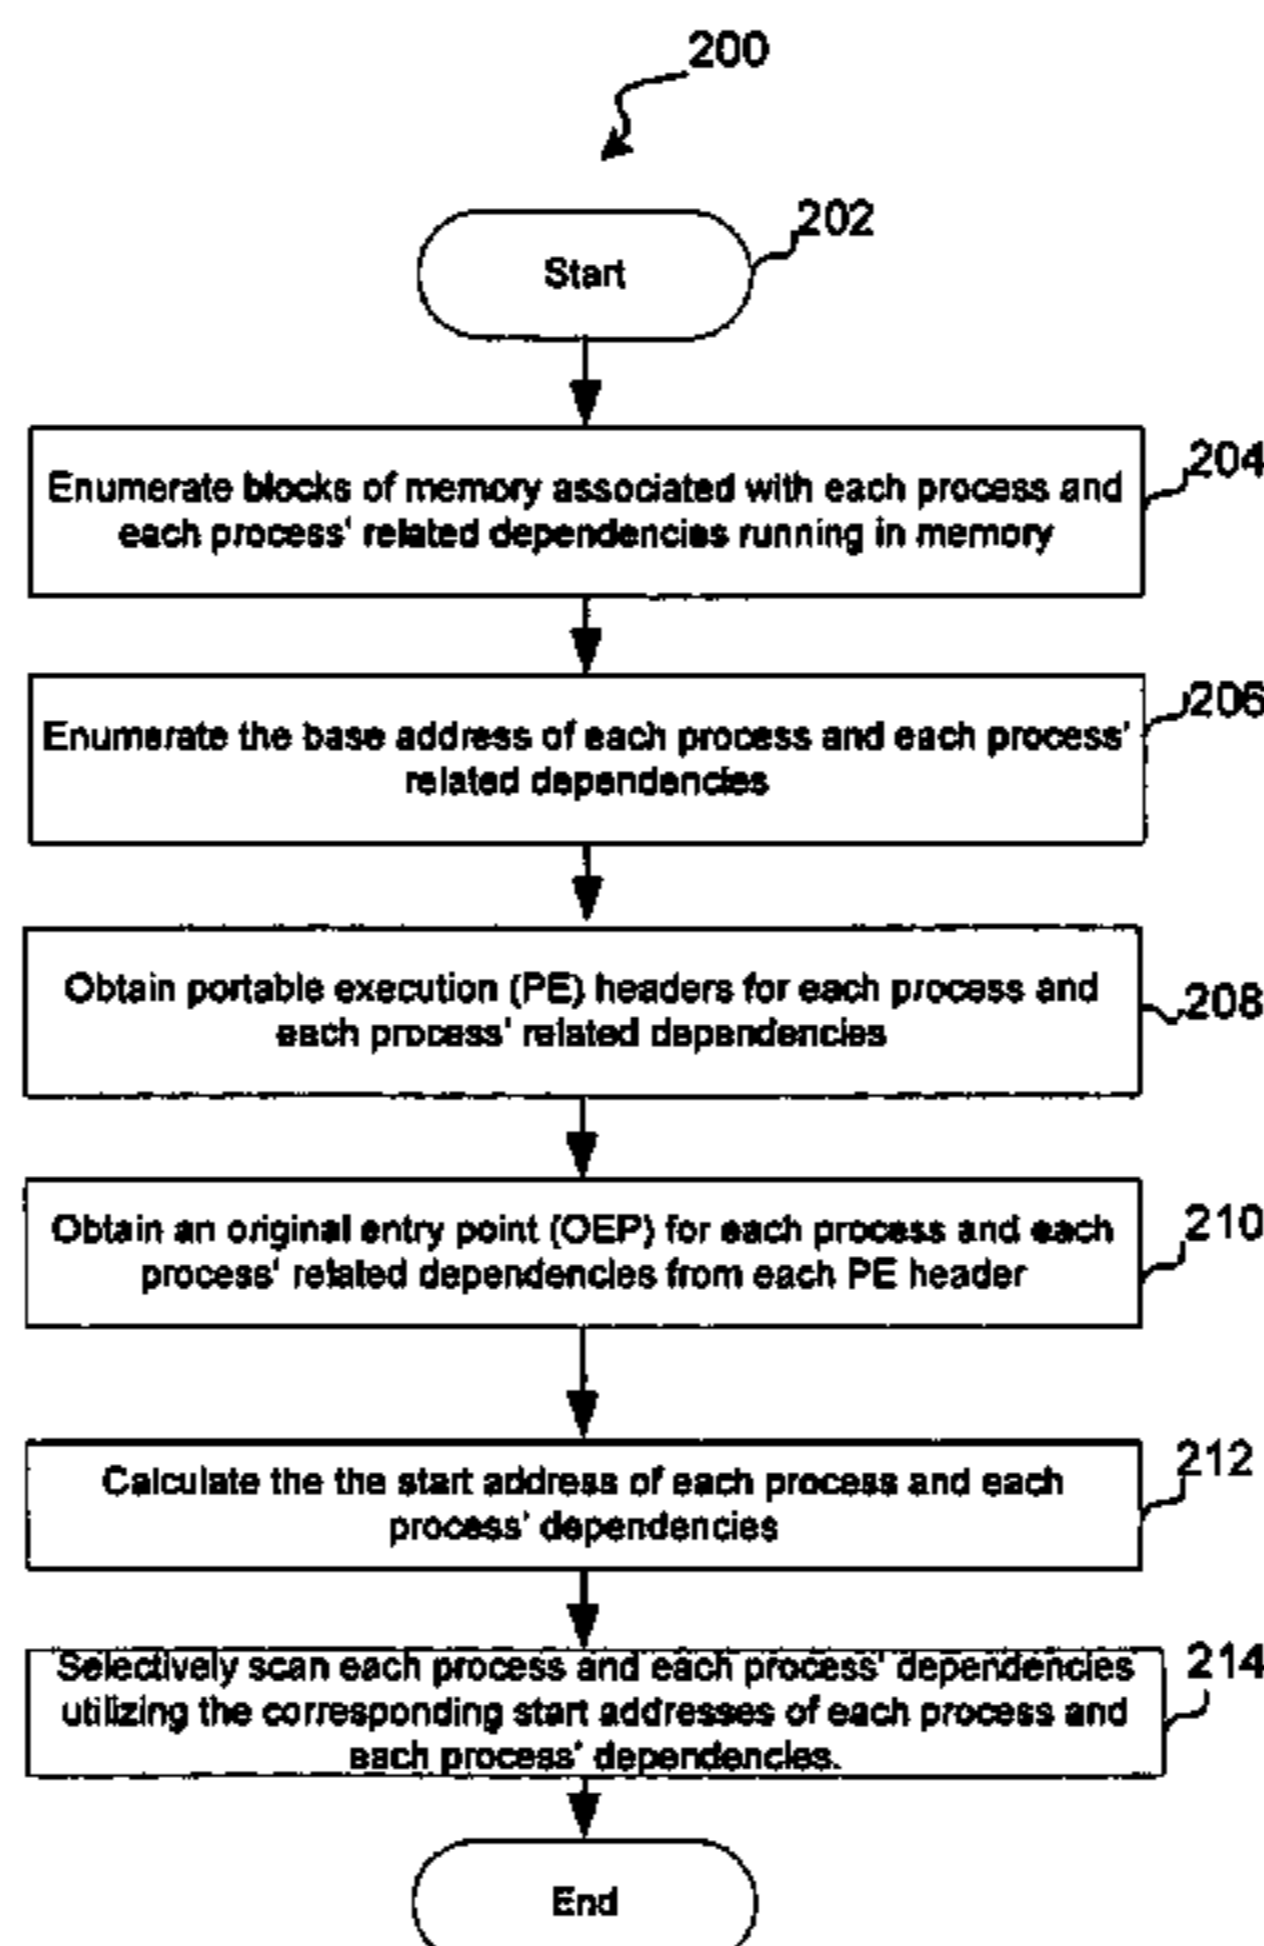 200
202
Start
204
Enumerate blocks of memory associated with each process and
each process' related dependencies running in memory
206
Enumerate the base address of each process and each process'
related dependencies
208
Obtain portable execution (PE) headers for each process and
each process' related dependencies
210
Obtain an original entry point (OEP) for each process and each
process' related dependencies from each PE header
212
Calculate the the start address of each process and each
process' dependencies
214
Selectively scan each process and each process' dependencies
utilizing the corresponding start addresses of each process and
each process' dependencies.
End